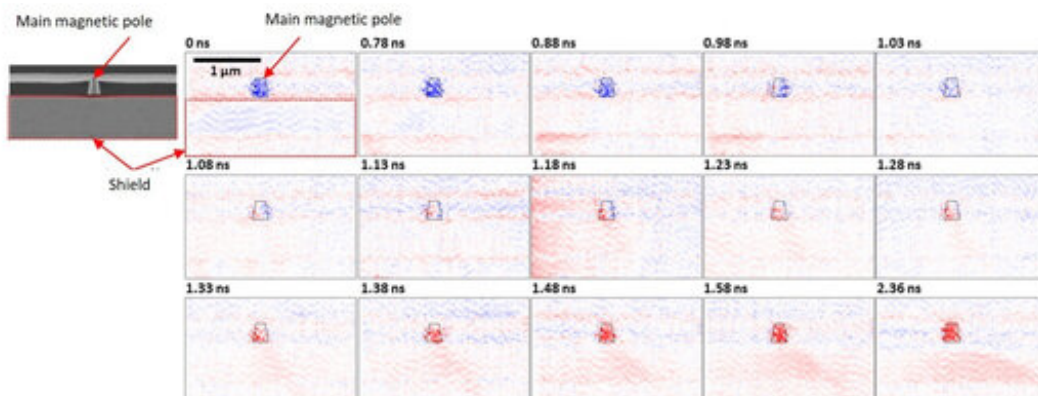 Main magnetic pole
Main magnetic pole
0 ns
0.78 ns
0.88 ns
0.98 ns
1.03 ns
1 µm
1.08 ns
1.13 ns
1.18 ns
1.23 ns
1.28 ns
Shield
1.33 ns
1.38 ns
1.48 ns
1.58 ns
2.36 ns